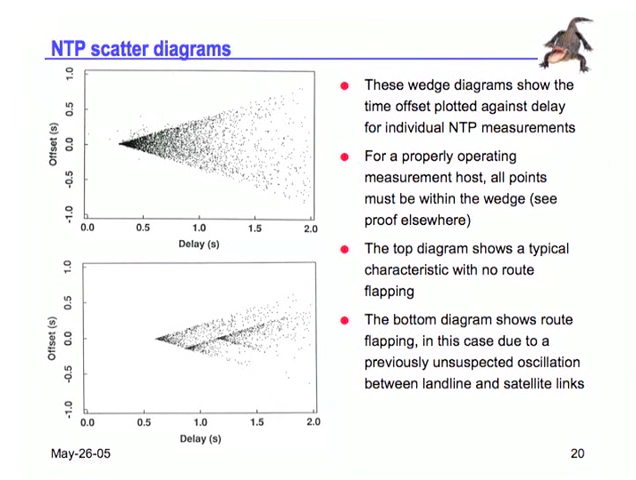 NTP scatter diagrams
Offset (s)
1.0
0.5
0.0
-0.5
-1.0
0.0 0.5 1.0 1.5 2.0
Delay (s)
Offset (s)
1.0
0.5
0.0
-0.5
-1.0
0.0 0.5 1.0 1.5 2.0
Delay (s)
These wedge diagrams show the
time offset plotted against delay
for individual NTP measurements
For a properly operating
measurement host, all points
must be within the wedge (see
proof elsewhere)
The top diagram shows a typical
characteristic with no route
flapping
The bottom diagram shows route
flapping, in this case due to a
previously unsuspected oscillation
between landline and satellite links
May-26-05
20